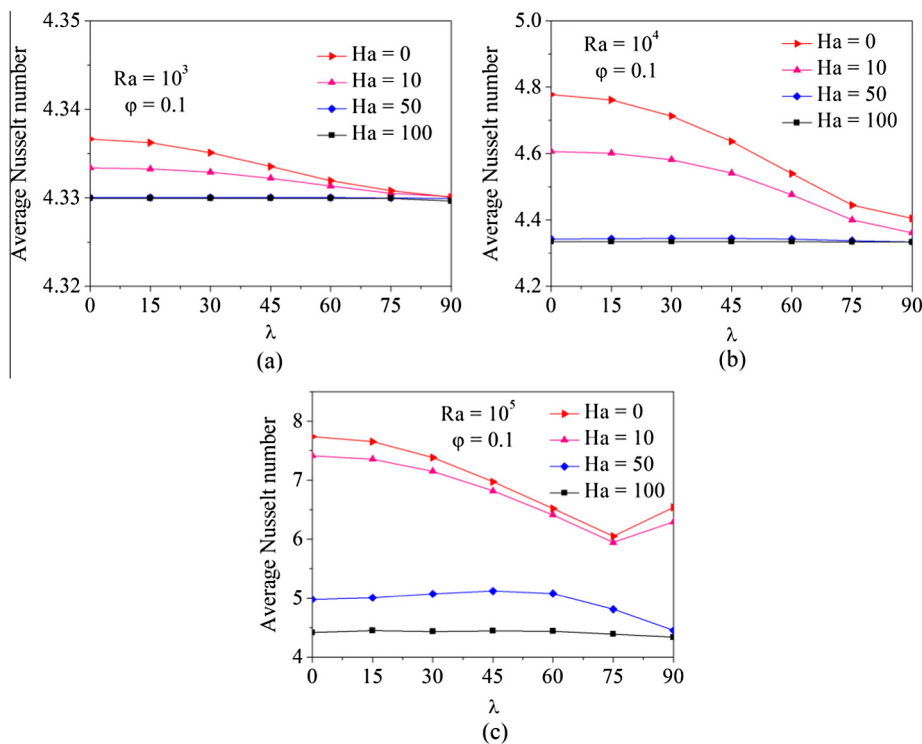 4.35
4.34
4.33
4.32
Average Nusselt number
Ra = 10³
φ = 0.1
Ha = 0
Ha = 10
Ha = 50
Ha = 100
0 15 30 45 60 75 90
λ
(a)
5.0
4.8
4.6
4.4
4.2
Average Nusselt number
Ra = 10⁴
φ = 0.1
Ha = 0
Ha = 10
Ha = 50
Ha = 100
0 15 30 45 60 75 90
λ
(b)
8
7
6
5
4
Average Nusselt number
Ra = 10⁵
φ = 0.1
Ha = 0
Ha = 10
Ha = 50
Ha = 100
0 15 30 45 60 75 90
λ
(c)